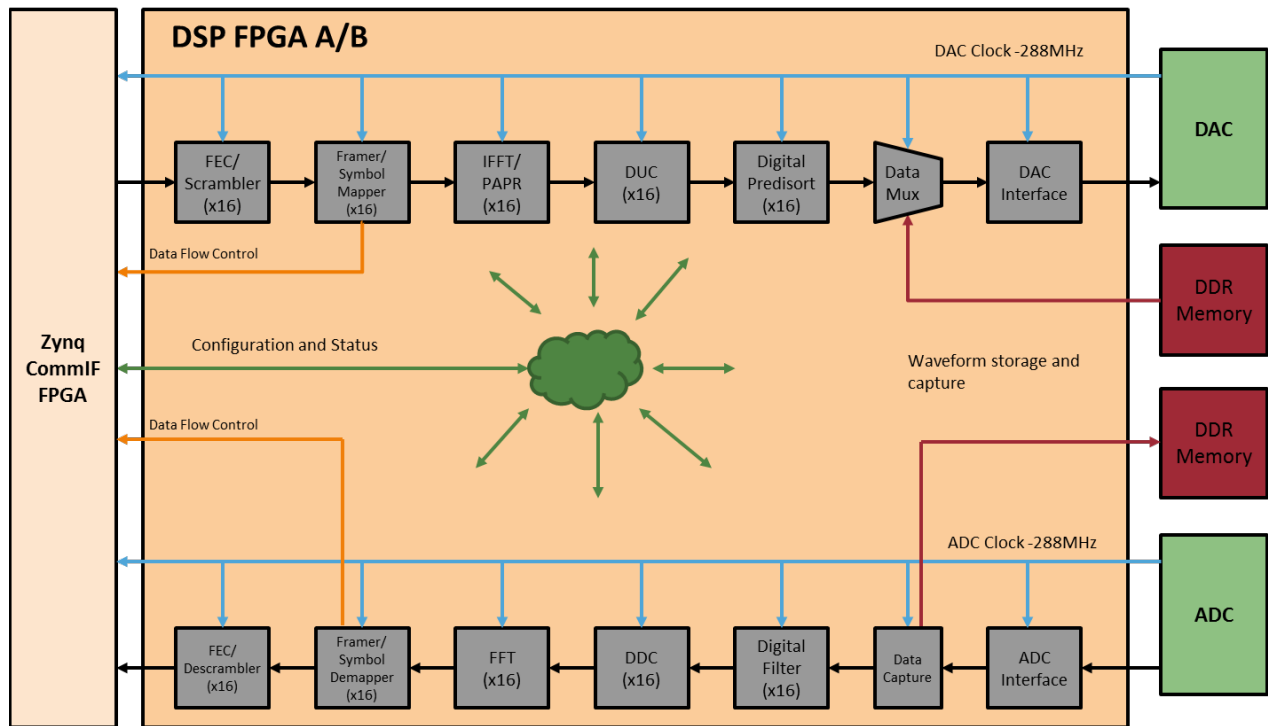 DSP FPGA A/B
DAC Clock -288MHz
DAC
FEC/
Scrambler
(x16)
Framer/
Symbol
Mapper
(x16)
IFFT/
PAPR
(x16)
DUC
(x16)
Digital
Predisort
(x16)
Data
Mux
DAC
Interface
Data Flow Control
DDR
Memory
Zynq
CommIF
FPGA
Configuration and Status
Waveform storage and
capture
Data Flow Control
DDR
Memory
ADC Clock -288MHz
ADC
FEC/
Descrambler
(x16)
Framer/
Symbol
Demapper
(x16)
FFT
(x16)
DDC
(x16)
Digital
Filter
(x16)
Data
Capture
ADC
Interface